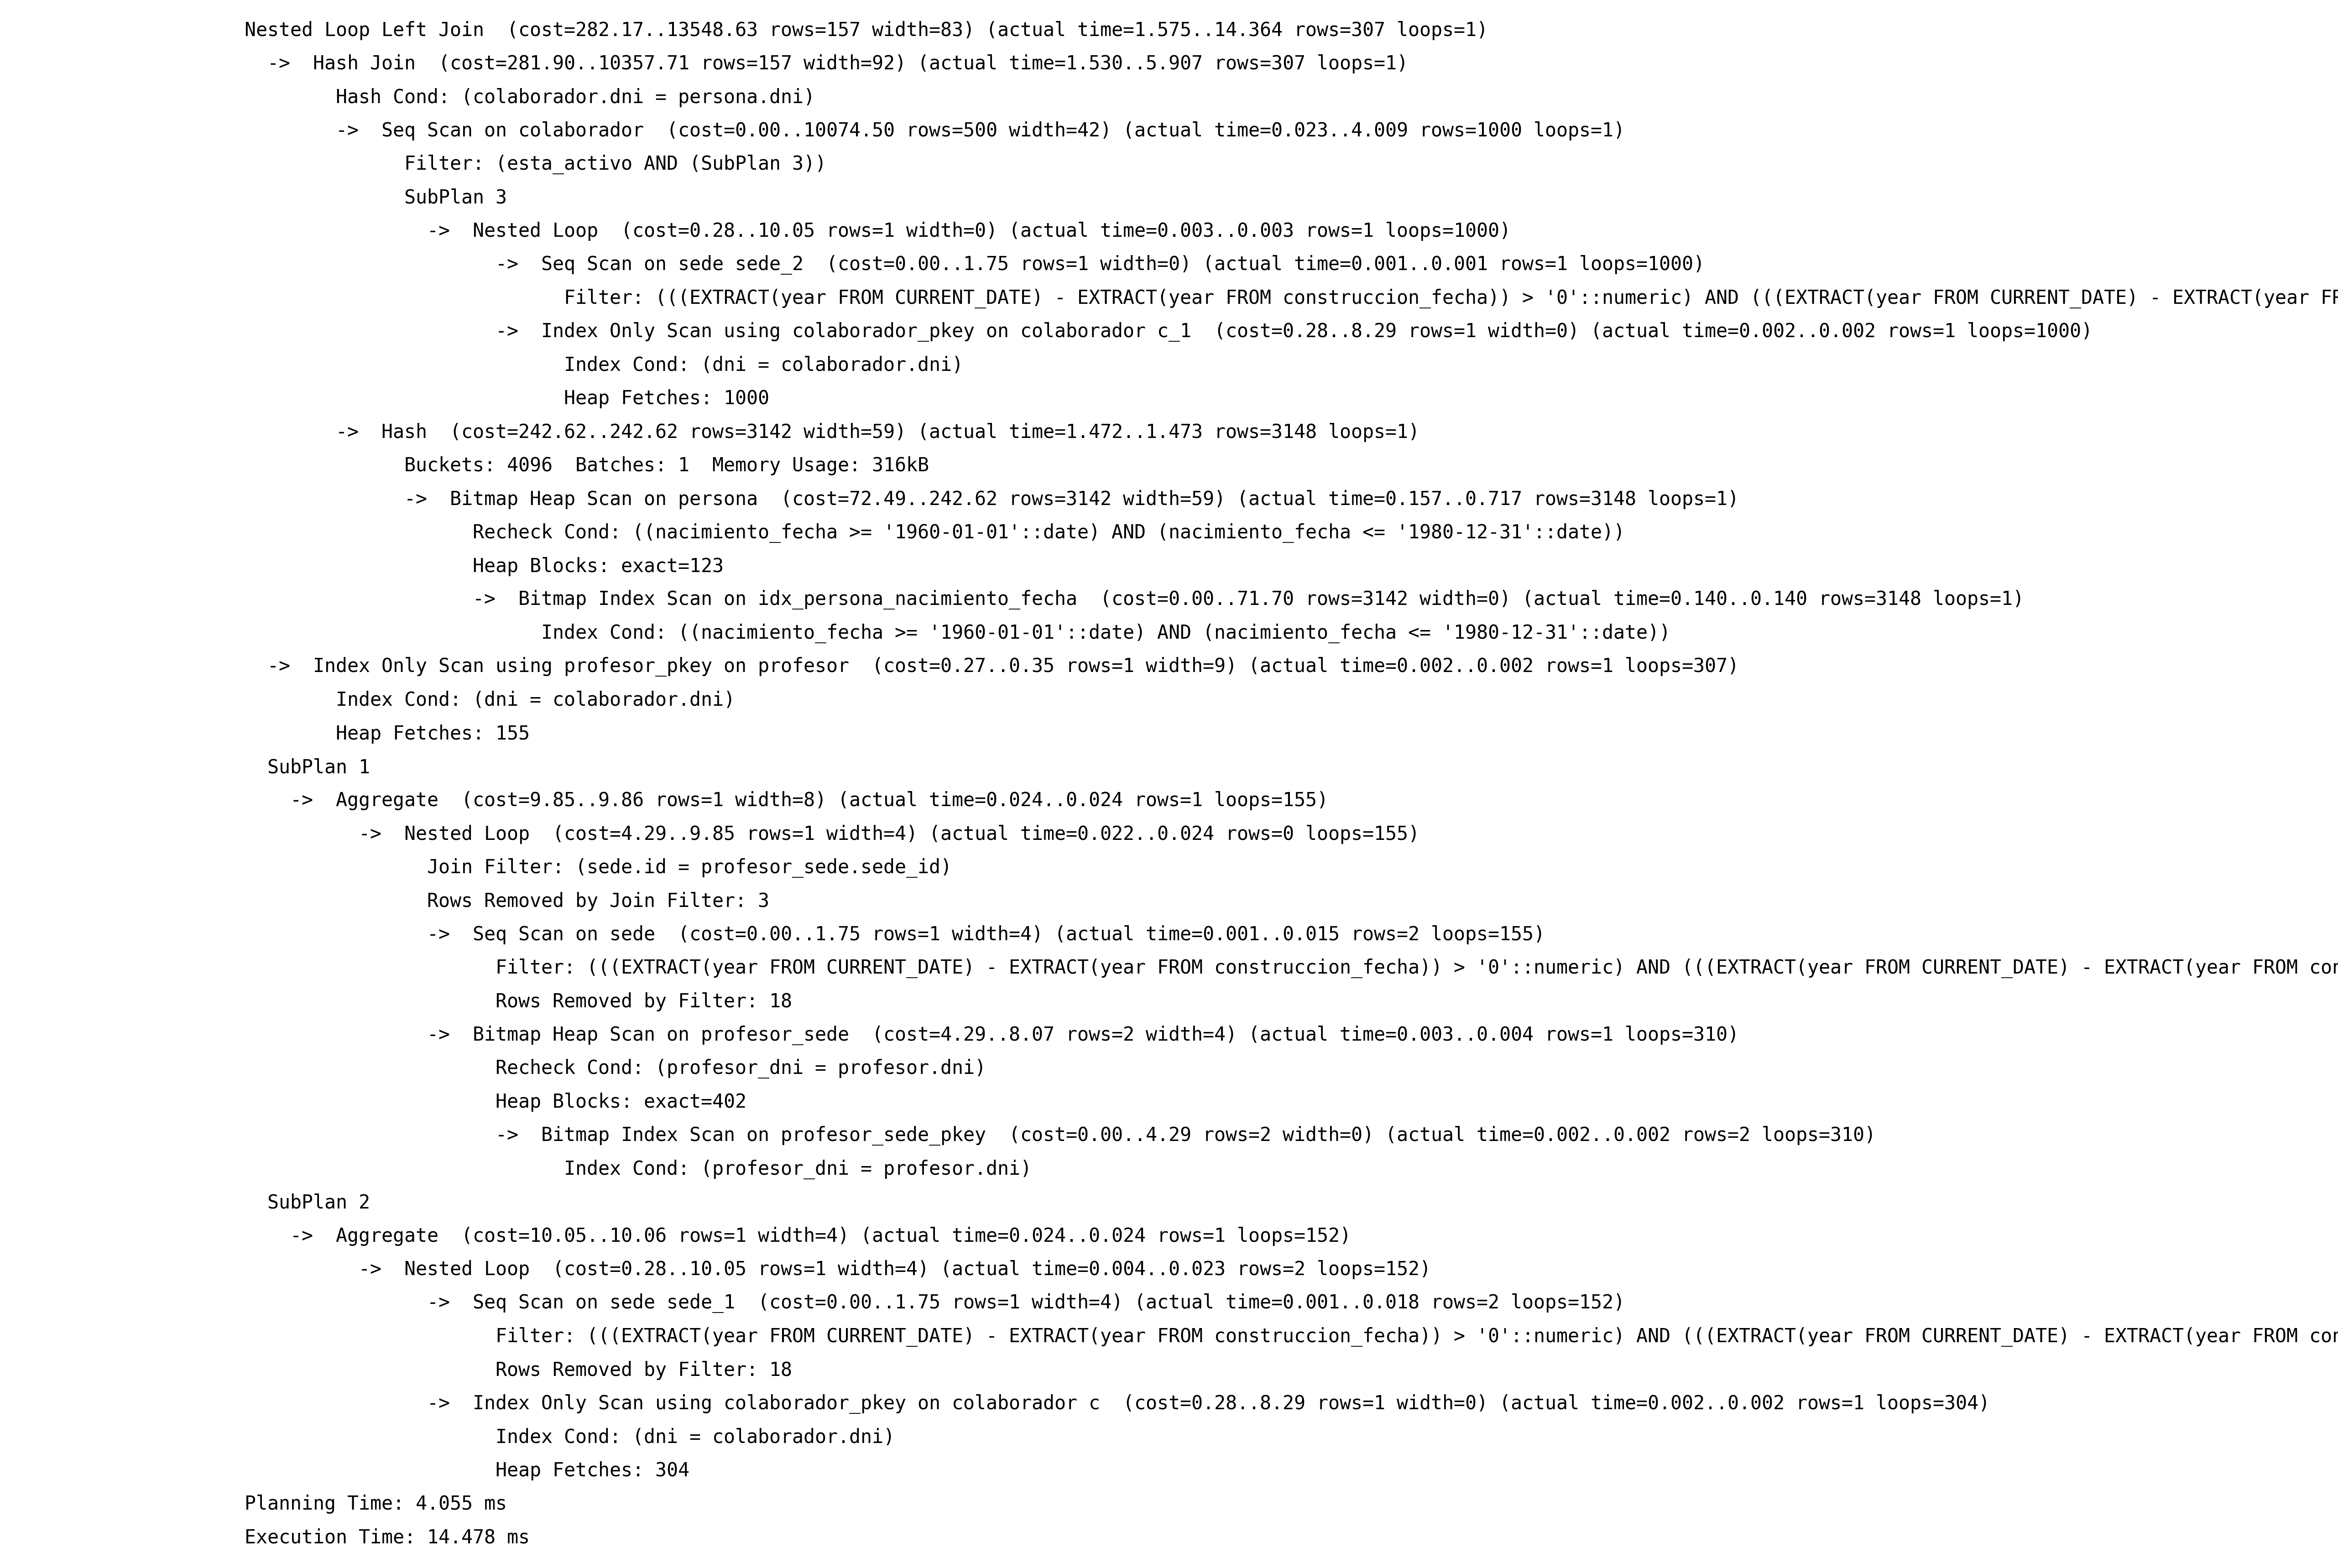 Nested Loop Left Join  (cost=282.17..13548.63 rows=157 width=83) (actual time=1.575..14.364 rows=307 loops=1)
  ->  Hash Join  (cost=281.90..10357.71 rows=157 width=92) (actual time=1.530..5.907 rows=307 loops=1)
        Hash Cond: (colaborador.dni = persona.dni)
        ->  Seq Scan on colaborador  (cost=0.00..10074.50 rows=500 width=42) (actual time=0.023..4.009 rows=1000 loops=1)
              Filter: (esta_activo AND (SubPlan 3))
              SubPlan 3
                ->  Nested Loop  (cost=0.28..10.05 rows=1 width=0) (actual time=0.003..0.003 rows=1 loops=1000)
                      ->  Seq Scan on sede sede_2  (cost=0.00..1.75 rows=1 width=0) (actual time=0.001..0.001 rows=1 loops=1000)
                            Filter: (((EXTRACT(year FROM CURRENT_DATE) - EXTRACT(year FROM construccion_fecha)) > '0'::numeric) AND (((EXTRACT(year FROM CURRENT_DATE) - EXTRACT(year
                      ->  Index Only Scan using colaborador_pkey on colaborador c_1  (cost=0.28..8.29 rows=1 width=0) (actual time=0.002..0.002 rows=1 loops=1000)
                            Index Cond: (dni = colaborador.dni)
                            Heap Fetches: 1000
        ->  Hash  (cost=242.62..242.62 rows=3142 width=59) (actual time=1.472..1.473 rows=3148 loops=1)
              Buckets: 4096  Batches: 1  Memory Usage: 316kB
              ->  Bitmap Heap Scan on persona  (cost=72.49..242.62 rows=3142 width=59) (actual time=0.157..0.717 rows=3148 loops=1)
                    Recheck Cond: ((nacimiento_fecha >= '1960-01-01'::date) AND (nacimiento_fecha <= '1980-12-31'::date))
                    Heap Blocks: exact=123
                    ->  Bitmap Index Scan on idx_persona_nacimiento_fecha  (cost=0.00..71.70 rows=3142 width=0) (actual time=0.140..0.140 rows=3148 loops=1)
                          Index Cond: ((nacimiento_fecha >= '1960-01-01'::date) AND (nacimiento_fecha <= '1980-12-31'::date))
  ->  Index Only Scan using profesor_pkey on profesor  (cost=0.27..0.35 rows=1 width=9) (actual time=0.002..0.002 rows=1 loops=307)
        Index Cond: (dni = colaborador.dni)
        Heap Fetches: 155
  SubPlan 1
    ->  Aggregate  (cost=9.85..9.86 rows=1 width=8) (actual time=0.024..0.024 rows=1 loops=155)
          ->  Nested Loop  (cost=4.29..9.85 rows=1 width=4) (actual time=0.022..0.024 rows=0 loops=155)
                Join Filter: (sede.id = profesor_sede.sede_id)
                Rows Removed by Join Filter: 3
                ->  Seq Scan on sede  (cost=0.00..1.75 rows=1 width=4) (actual time=0.001..0.015 rows=2 loops=155)
                      Filter: (((EXTRACT(year FROM CURRENT_DATE) - EXTRACT(year FROM construccion_fecha)) > '0'::numeric) AND (((EXTRACT(year FROM CURRENT_DATE) - EXTRACT(year FROM
                      Rows Removed by Filter: 18
                ->  Bitmap Heap Scan on profesor_sede  (cost=4.29..8.07 rows=2 width=4) (actual time=0.003..0.004 rows=1 loops=310)
                      Recheck Cond: (profesor_dni = profesor.dni)
                      Heap Blocks: exact=402
                      ->  Bitmap Index Scan on profesor_sede_pkey  (cost=0.00..4.29 rows=2 width=0) (actual time=0.002..0.002 rows=2 loops=310)
                            Index Cond: (profesor_dni = profesor.dni)
  SubPlan 2
    ->  Aggregate  (cost=10.05..10.06 rows=1 width=4) (actual time=0.024..0.024 rows=1 loops=152)
          ->  Nested Loop  (cost=0.28..10.05 rows=1 width=4) (actual time=0.004..0.023 rows=2 loops=152)
                ->  Seq Scan on sede sede_1  (cost=0.00..1.75 rows=1 width=4) (actual time=0.001..0.018 rows=2 loops=152)
                      Filter: (((EXTRACT(year FROM CURRENT_DATE) - EXTRACT(year FROM construccion_fecha)) > '0'::numeric) AND (((EXTRACT(year FROM CURRENT_DATE) - EXTRACT(year FROM
                      Rows Removed by Filter: 18
                ->  Index Only Scan using colaborador_pkey on colaborador c  (cost=0.28..8.29 rows=1 width=0) (actual time=0.002..0.002 rows=1 loops=304)
                      Index Cond: (dni = colaborador.dni)
                      Heap Fetches: 304
Planning Time: 4.055 ms
Execution Time: 14.478 ms